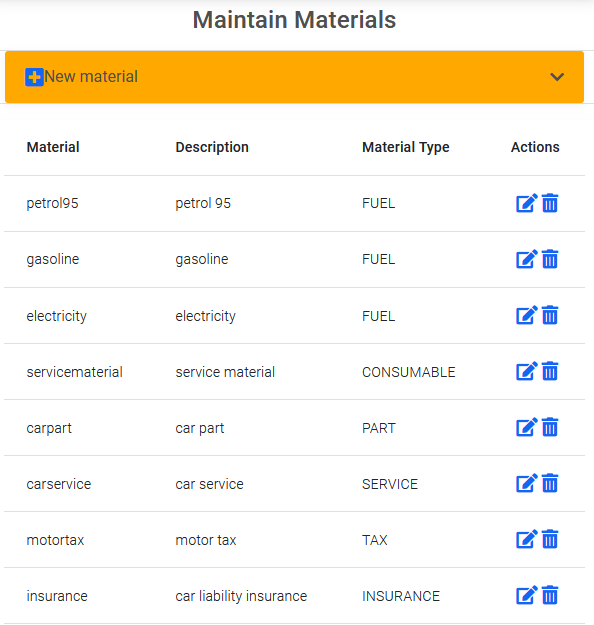 Maintain Materials
New material
Material Description Material Type Actions
petrol95 petrol 95 FUEL
gasoline gasoline FUEL
electricity electricity FUEL
servicematerial service material CONSUMABLE
carpart car part PART
carservice car service SERVICE
motortax motor tax TAX
insurance car liability insurance INSURANCE